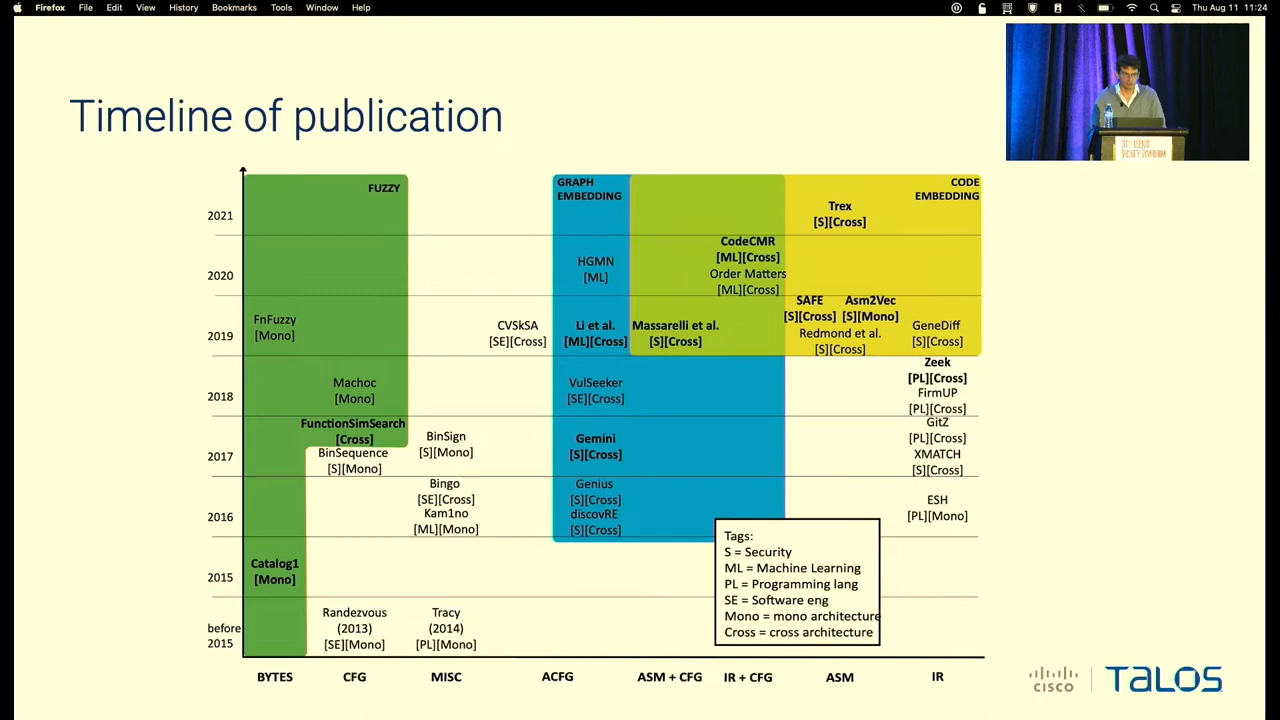 Firefox File Edit View History Bookmarks Tools Window Help Thu Aug 11 11:24
Timeline of publication
FUZZY
GRAPH
EMBEDDING
CODE
EMBEDDING
2021
Trex
[S][Cross]
2020
HGMN
[ML]
CodeCMR
[ML][Cross]
Order Matters
[ML][Cross]
2019
FnFuzzy
[Mono]
CVSkSA
[SE][Cross]
Li et al.
[ML][Cross]
Massarelli et al.
[S][Cross]
SAFE
[S][Cross]
Asm2Vec
[S][Mono]
Redmond et al.
[S][Cross]
GeneDiff
[S][Cross]
2018
Machoc
[Mono]
VulSeeker
[SE][Cross]
Zeek
[PL][Cross]
FirmUP
[PL][Cross]
2017
FunctionSimSearch
[Cross]
BinSequence
[S][Mono]
BinSign
[S][Mono]
Gemini
[S][Cross]
GitZ
[PL][Cross]
XMATCH
[S][Cross]
2016
Bingo
[SE][Cross]
Kam1no
[ML][Mono]
Genius
[S][Cross]
discovRE
[S][Cross]
ESH
[PL][Mono]
2015
Catalog1
[Mono]
before
2015
Randezvous
(2013)
[SE][Mono]
Tracy
(2014)
[PL][Mono]
Tags:
S = Security
ML = Machine Learning
PL = Programming lang
SE = Software eng
Mono = mono architecture
Cross = cross architecture
BYTES CFG MISC ACFG ASM + CFG IR + CFG ASM IR
CISCO
TALOS
SECURITY SYMPOSIUM